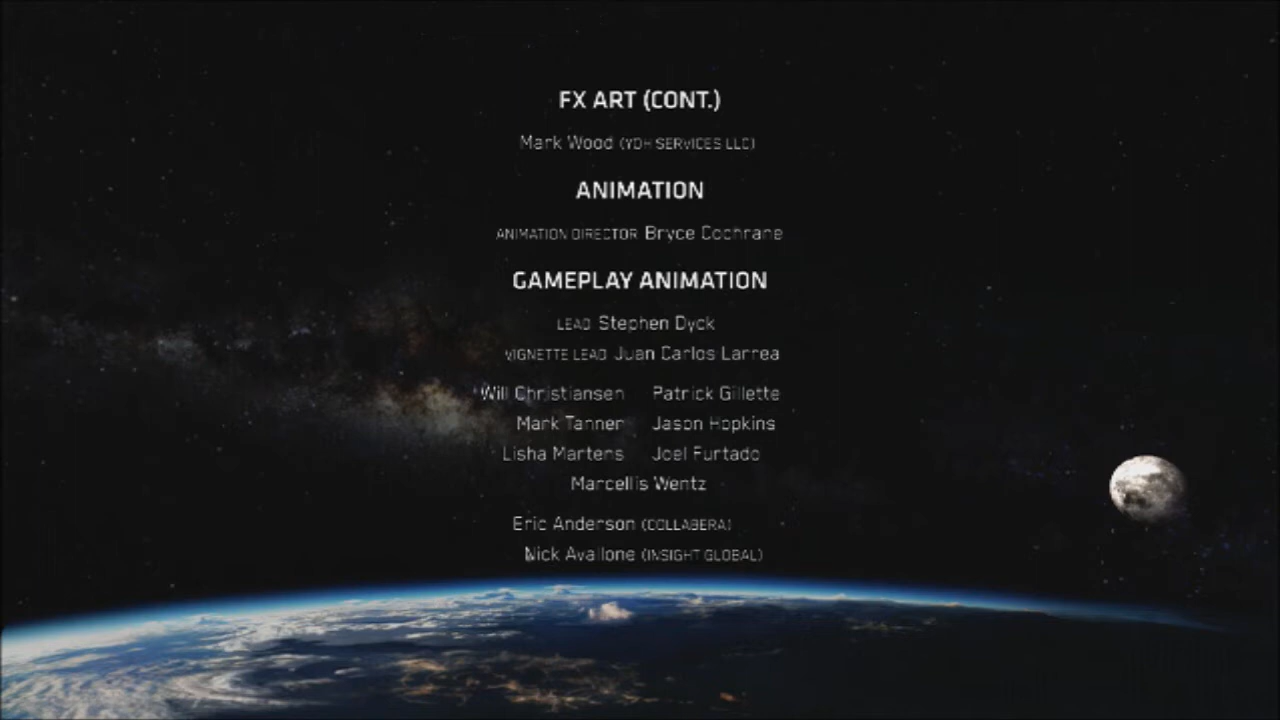 FX ART (CONT.)
Mark Wood (YOH SERVICES LLC)
ANIMATION
ANIMATION DIRECTOR Bryce Cochrane
GAMEPLAY ANIMATION
LEAD Stephen Dyck
VIGNETTE LEAD Juan Carlos Larrea
Will Christiansen Patrick Gillette
Mark Tanner Jason Hopkins
Lisha Martens Joel Furtado
Marcellis Wentz
Eric Anderson (COLLABERA)
Nick Avallone (INSIGHT GLOBAL)